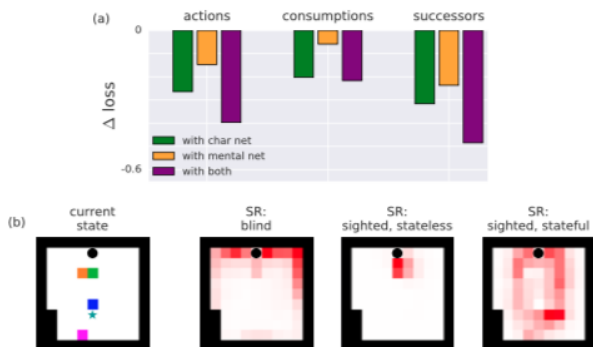 (a)
actions consumptions successors
0
Δ loss
with char net
with mental net
with both
-0.6
(b)
current state
SR: blind
SR: sighted, stateless
SR: sighted, stateful